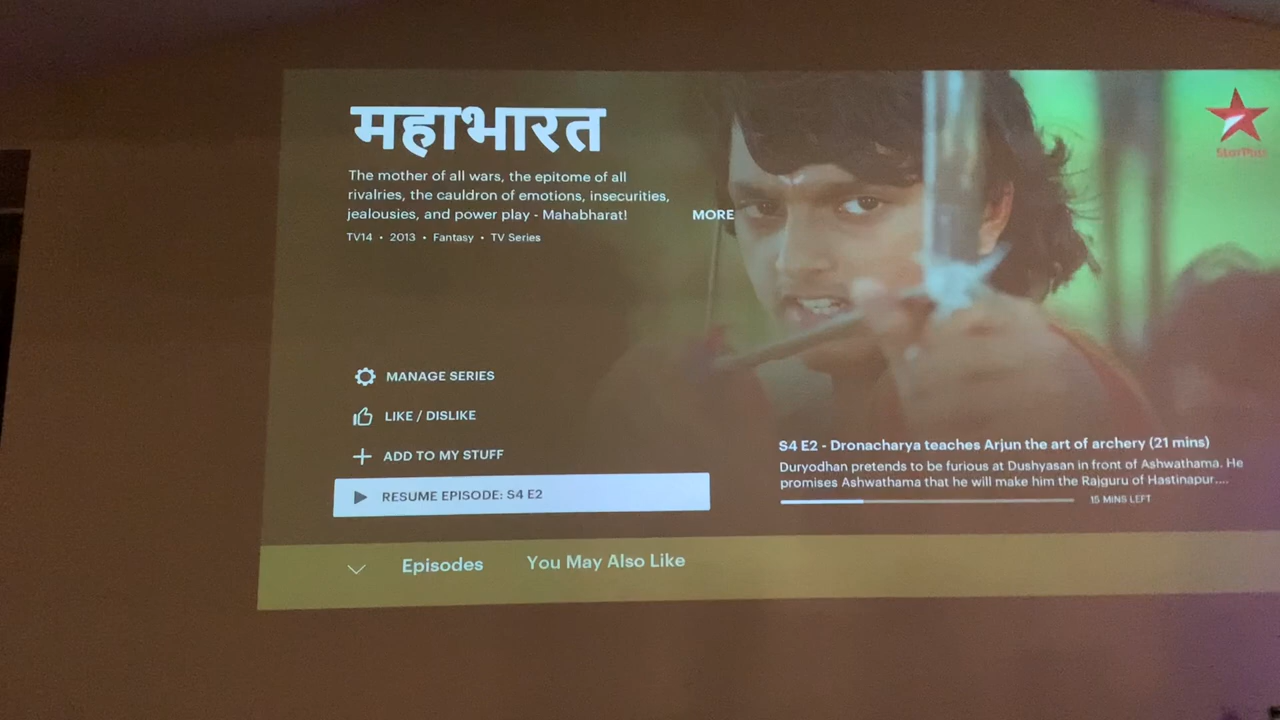 महाभारत
The mother of all wars, the epitome of all
rivalries, the cauldron of emotions, insecurities,
jealousies, and power play - Mahabharat!
MORE
TV14 • 2013 • Fantasy • TV Series
StarPlus
MANAGE SERIES
LIKE / DISLIKE
ADD TO MY STUFF
RESUME EPISODE: S4 E2
S4 E2 - Dronacharya teaches Arjun the art of archery (21 mins)
Duryodhan pretends to be furious at Dushyasan in front of Ashwathama. He
promises Ashwathama that he will make him the Rajguru of Hastinapur....
15 MINS LEFT
Episodes
You May Also Like